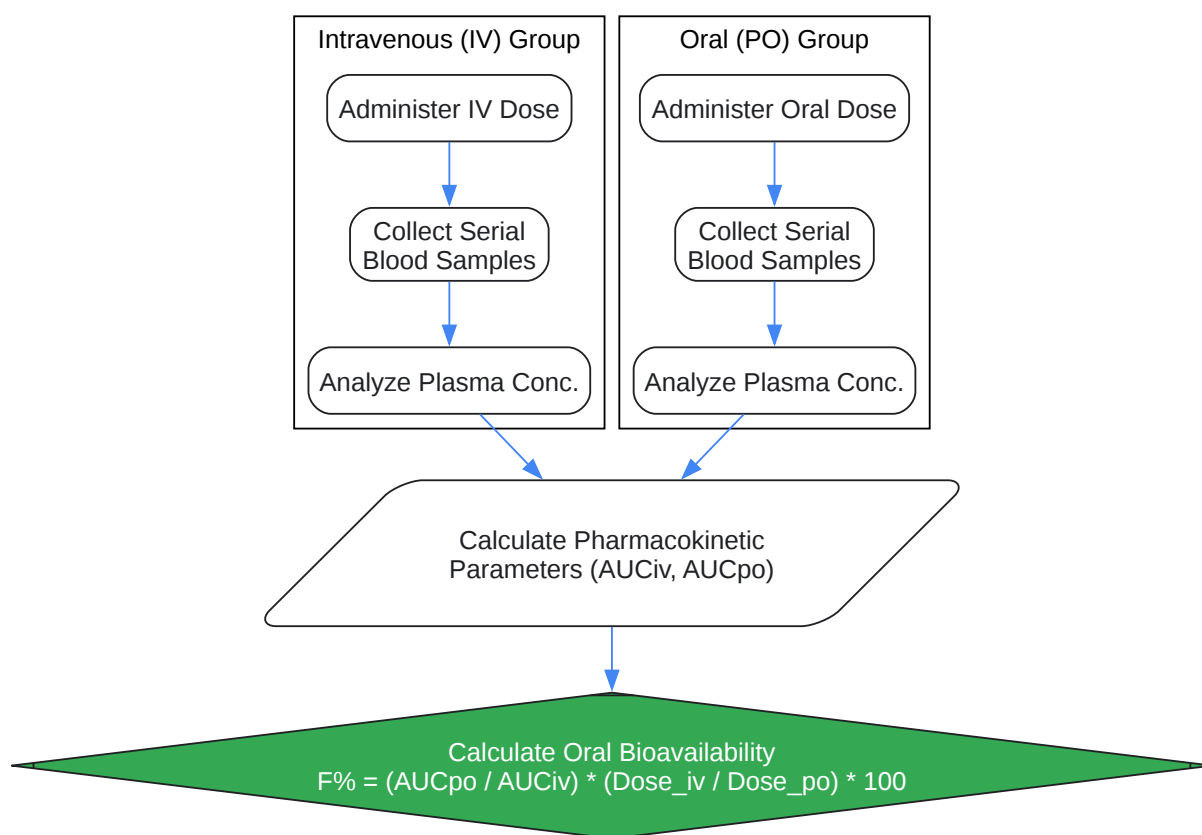 Intravenous (IV) Group
Administer IV Dose
Collect Serial
Blood Samples
Analyze Plasma Conc.
Oral (PO) Group
Administer Oral Dose
Collect Serial
Blood Samples
Analyze Plasma Conc.
Calculate Pharmacokinetic
Parameters (AUCiv, AUCpo)
Calculate Oral Bioavailability
F% = (AUCpo / AUCiv) * (Dose_iv / Dose_po) * 100